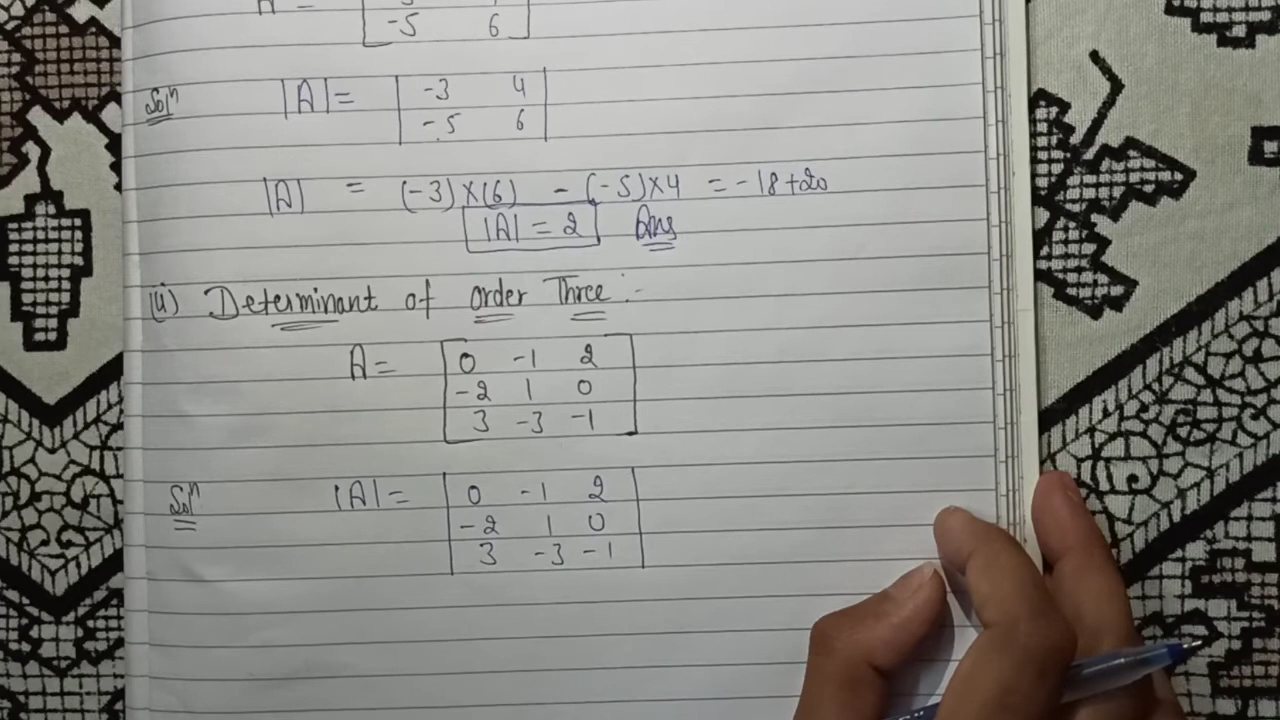 A =
-5 6
Solⁿ |A| = | -3 4 |
| -5 6 |
|A| = (-3)×(6) - (-5)×4 = -18+20
|A| = 2 Ans
(ii) Determinant of order Three :-
A = [ 0 -1 2
-2 1 0
3 -3 -1 ]
Solⁿ |A| = | 0 -1 2 |
| -2 1 0 |
| 3 -3 -1 |